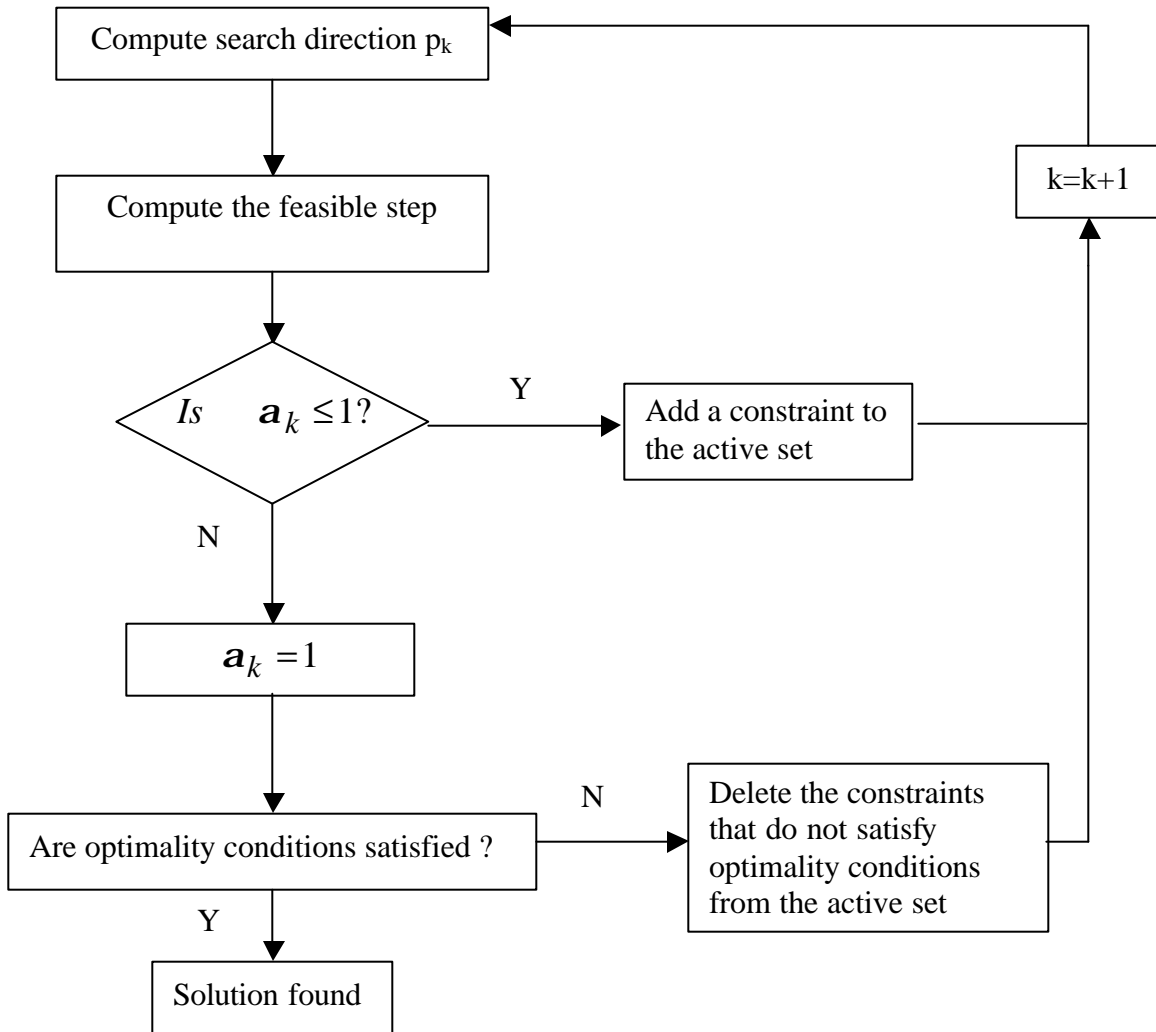 Compute search direction pk
k=k+1
Compute the feasible step
Is ak ≤1?
Y
Add a constraint to
the active set
N
ak =1
Are optimality conditions satisfied ?
N
Delete the constraints
that do not satisfy
optimality conditions
from the active set
Y
Solution found